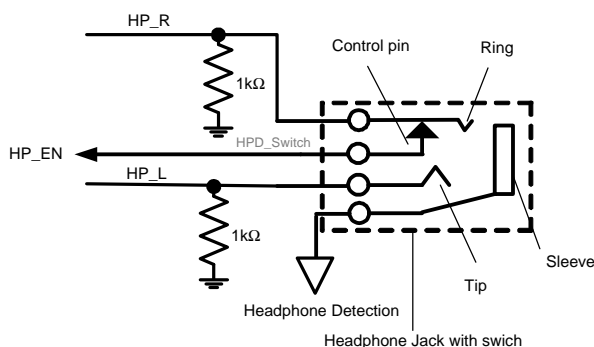 HP_R
Control pin
Ring
1kΩ
HPD_Switch
HP_EN
HP_L
1kΩ
Sleeve
Tip
Headphone Detection
Headphone Jack with swich